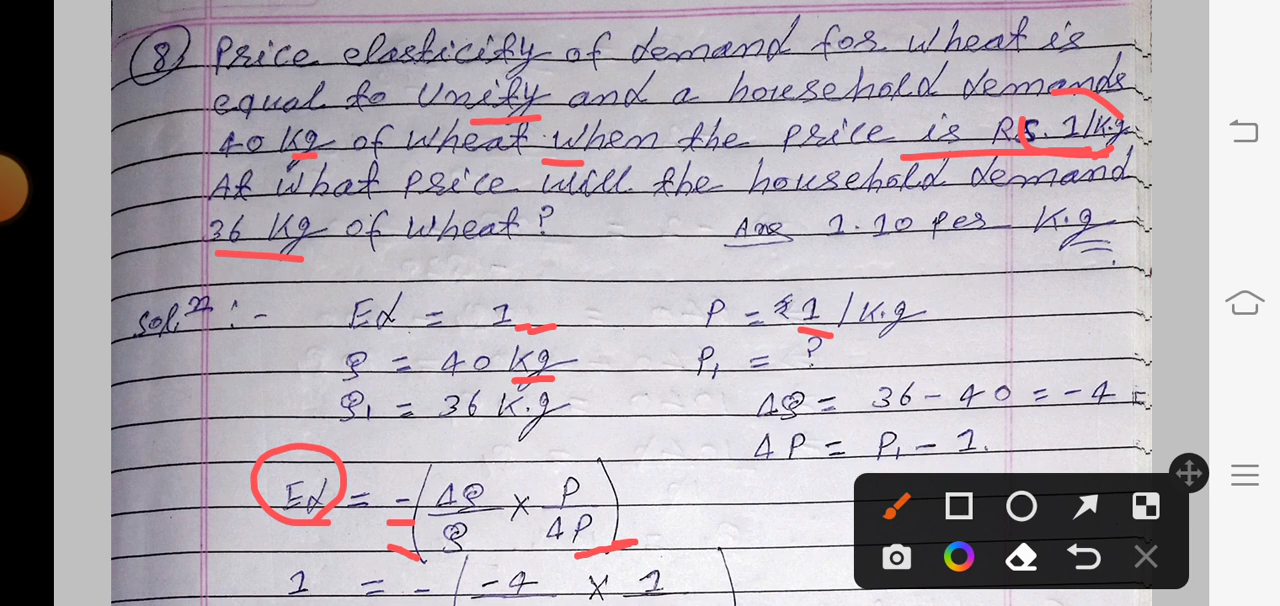 8) Price elasticity of demand for wheat is
equal to Unity and a household demands
40 Kg of wheat when the price is RS. 1/K.g
At what price will the household demand
36 Kg of wheat? Ans 1.10 per K.g
Sol.ⁿ :- Ed = 1 P = ₹1/K.g
Q = 40 Kg P₁ = ?
Q₁ = 36 K.g ΔQ = 36 - 40 = -4
ΔP = P₁ - 1.
Ed = -(ΔQ/Q × P/ΔP)
1 = -(-4 × 1)